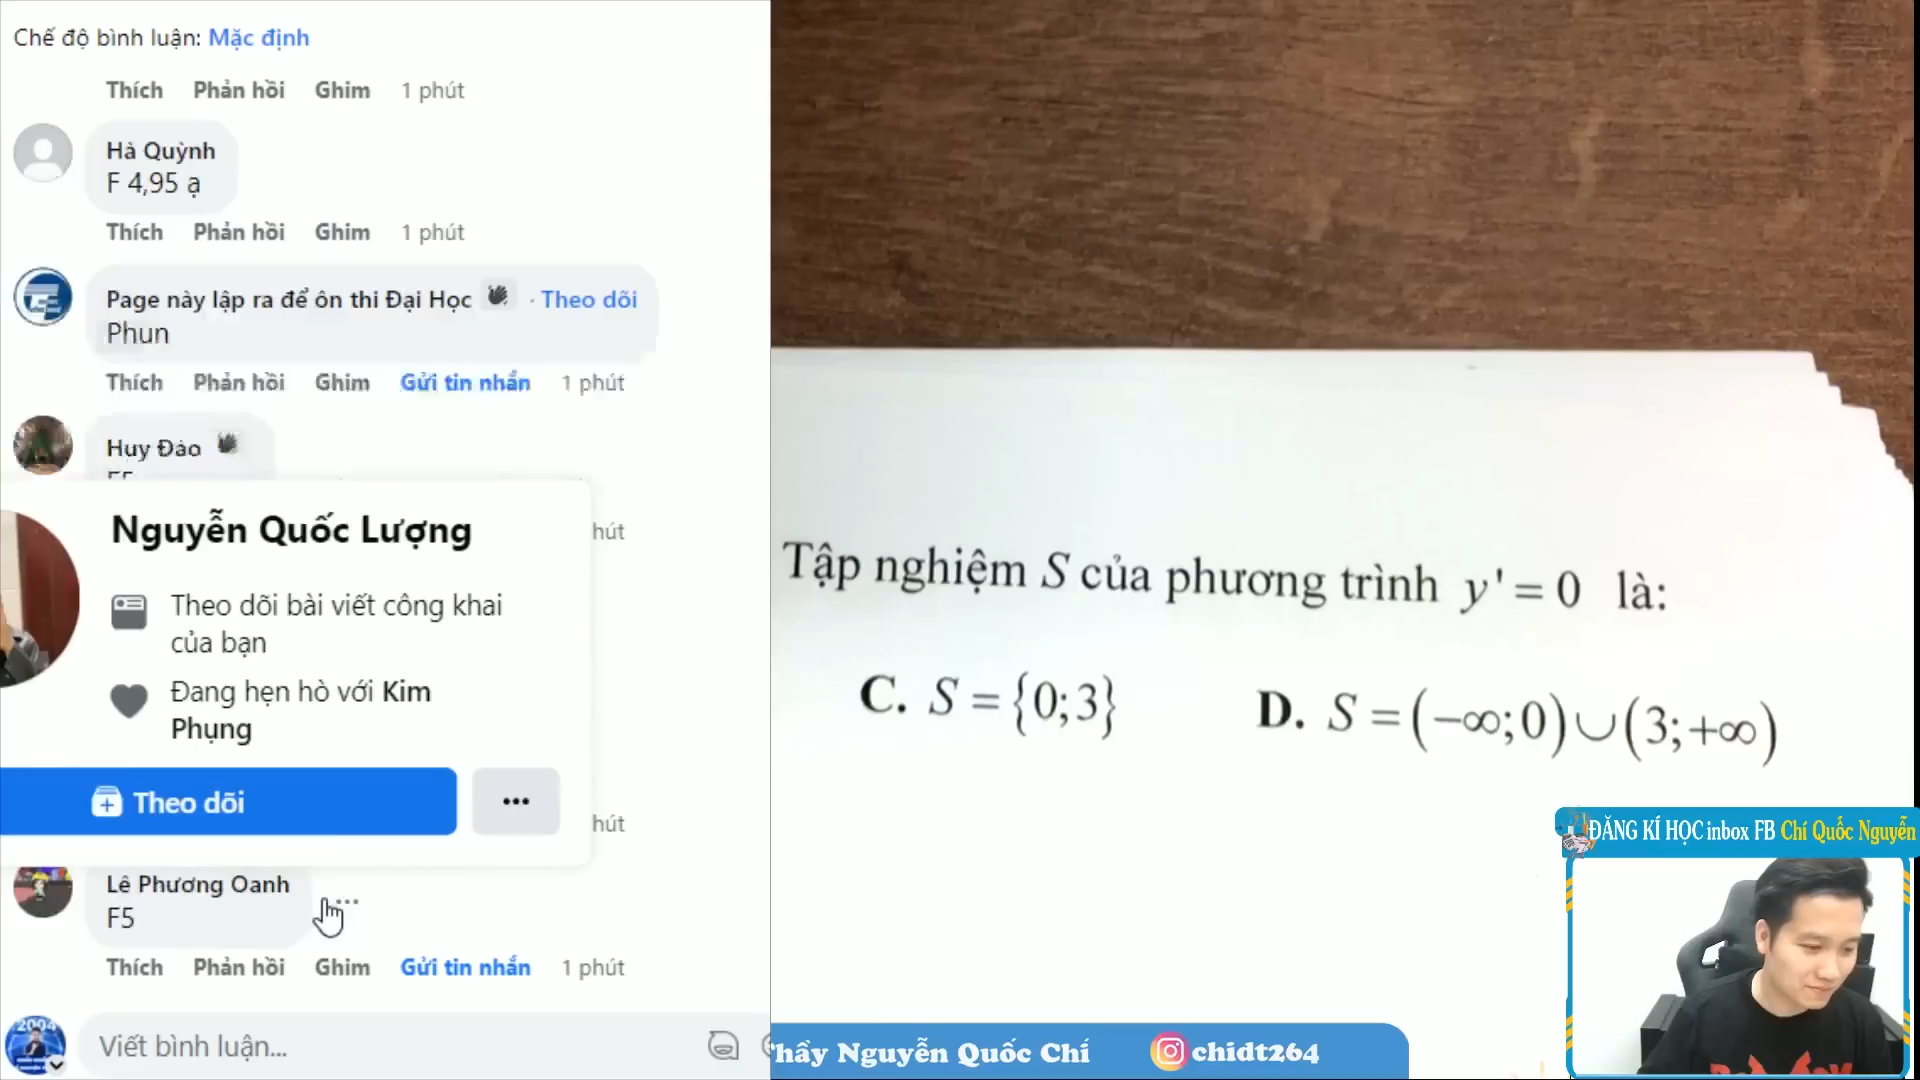 Chế độ bình luận: Mặc định
Thích Phản hồi Ghim 1 phút
Hà Quỳnh
F 4,95 ạ
Thích Phản hồi Ghim 1 phút
Page này lập ra để ôn thi Đại Học · Theo dõi
Phun
Thích Phản hồi Ghim Gửi tin nhắn 1 phút
Huy Đào
Nguyễn Quốc Lượng
hút
Theo dõi bài viết công khai
của bạn
Đang hẹn hò với Kim
Phụng
Theo dõi
hút
Lê Phương Oanh
F5
Thích Phản hồi Ghim Gửi tin nhắn 1 phút
2004
Viết bình luận...
Tập nghiệm S của phương trình y' = 0 là:
C. S = {0;3} D. S = (−∞;0)∪(3;+∞)
ĐĂNG KÍ HỌC inbox FB Chí Quốc Nguyễn
Thầy Nguyễn Quốc Chí chidt264